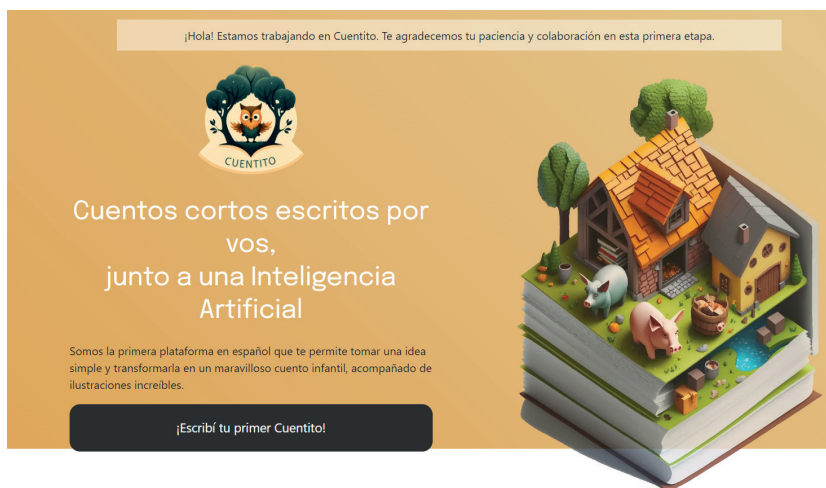 ¡Hola! Estamos trabajando en Cuentito. Te agradecemos tu paciencia y colaboración en esta primera etapa.
CUENTITO
Cuentos cortos escritos por
vos,
junto a una Inteligencia
Artificial
Somos la primera plataforma en español que te permite tomar una idea
simple y transformarla en un maravilloso cuento infantil, acompañado de
ilustraciones increíbles.
¡Escribí tu primer Cuentito!